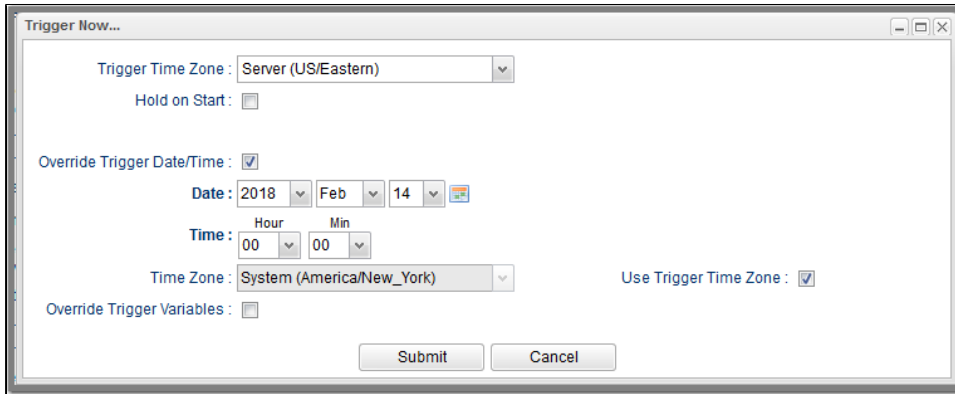 Trigger Now...
Trigger Time Zone : Server (US/Eastern)
Hold on Start :
Override Trigger Date/Time :
Date : 2018 Feb 14
Hour Min
Time : 00 00
Time Zone : System (America/New_York) Use Trigger Time Zone :
Override Trigger Variables :
Submit Cancel